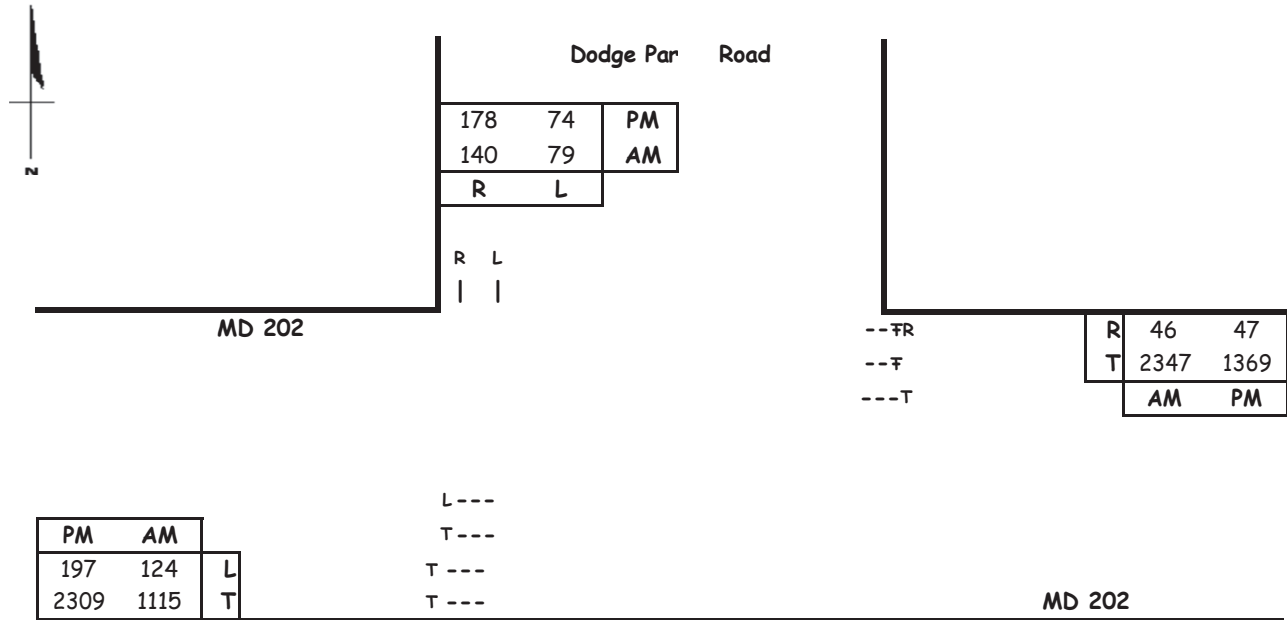 Dodge Par Road
178 74 PM
140 79 AM
R L
N
R L
| |
MD 202
--TR
--T
---T
R 46 47
T 2347 1369
AM PM
L---
T---
T ---
T ---
PM AM
197 124 L
2309 1115 T
MD 202